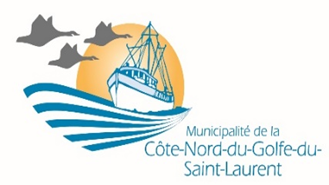 Municipalité de la
Côte-Nord-du-Golfe-du-
Saint-Laurent